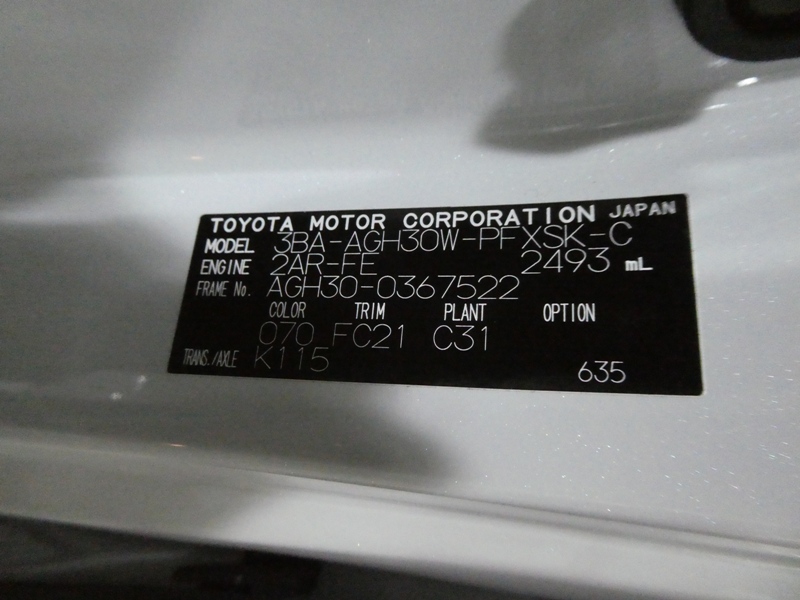 TOYOTA MOTOR CORPORATION JAPAN
MODEL 3BA-AGH30W-PFXSK-C
ENGINE 2AR-FE 2493 mL
FRAME No. AGH30-0367522
COLOR TRIM PLANT OPTION
070 FC21 C31
TRANS./AXLE K115
635